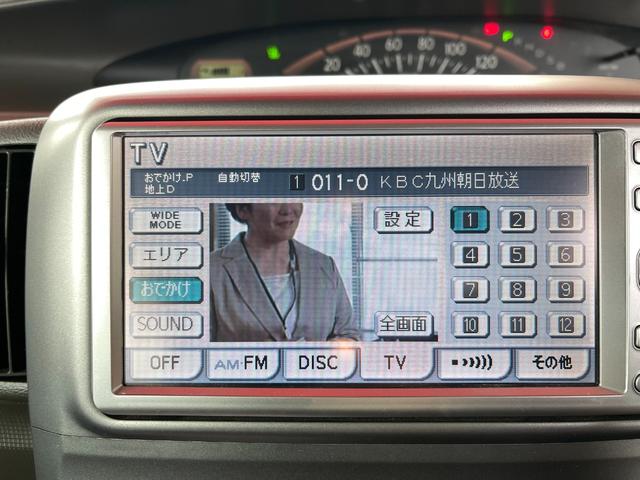 20 40 60 80 100 120
TV
おでかけ.P 自動切替 1 011-0 KBC九州朝日放送
地上D
WIDE MODE
設定
1 2 3
エリア
4 5 6
おでかけ
7 8 9
SOUND
全画面
10 11 12
OFF AM・FM DISC TV その他